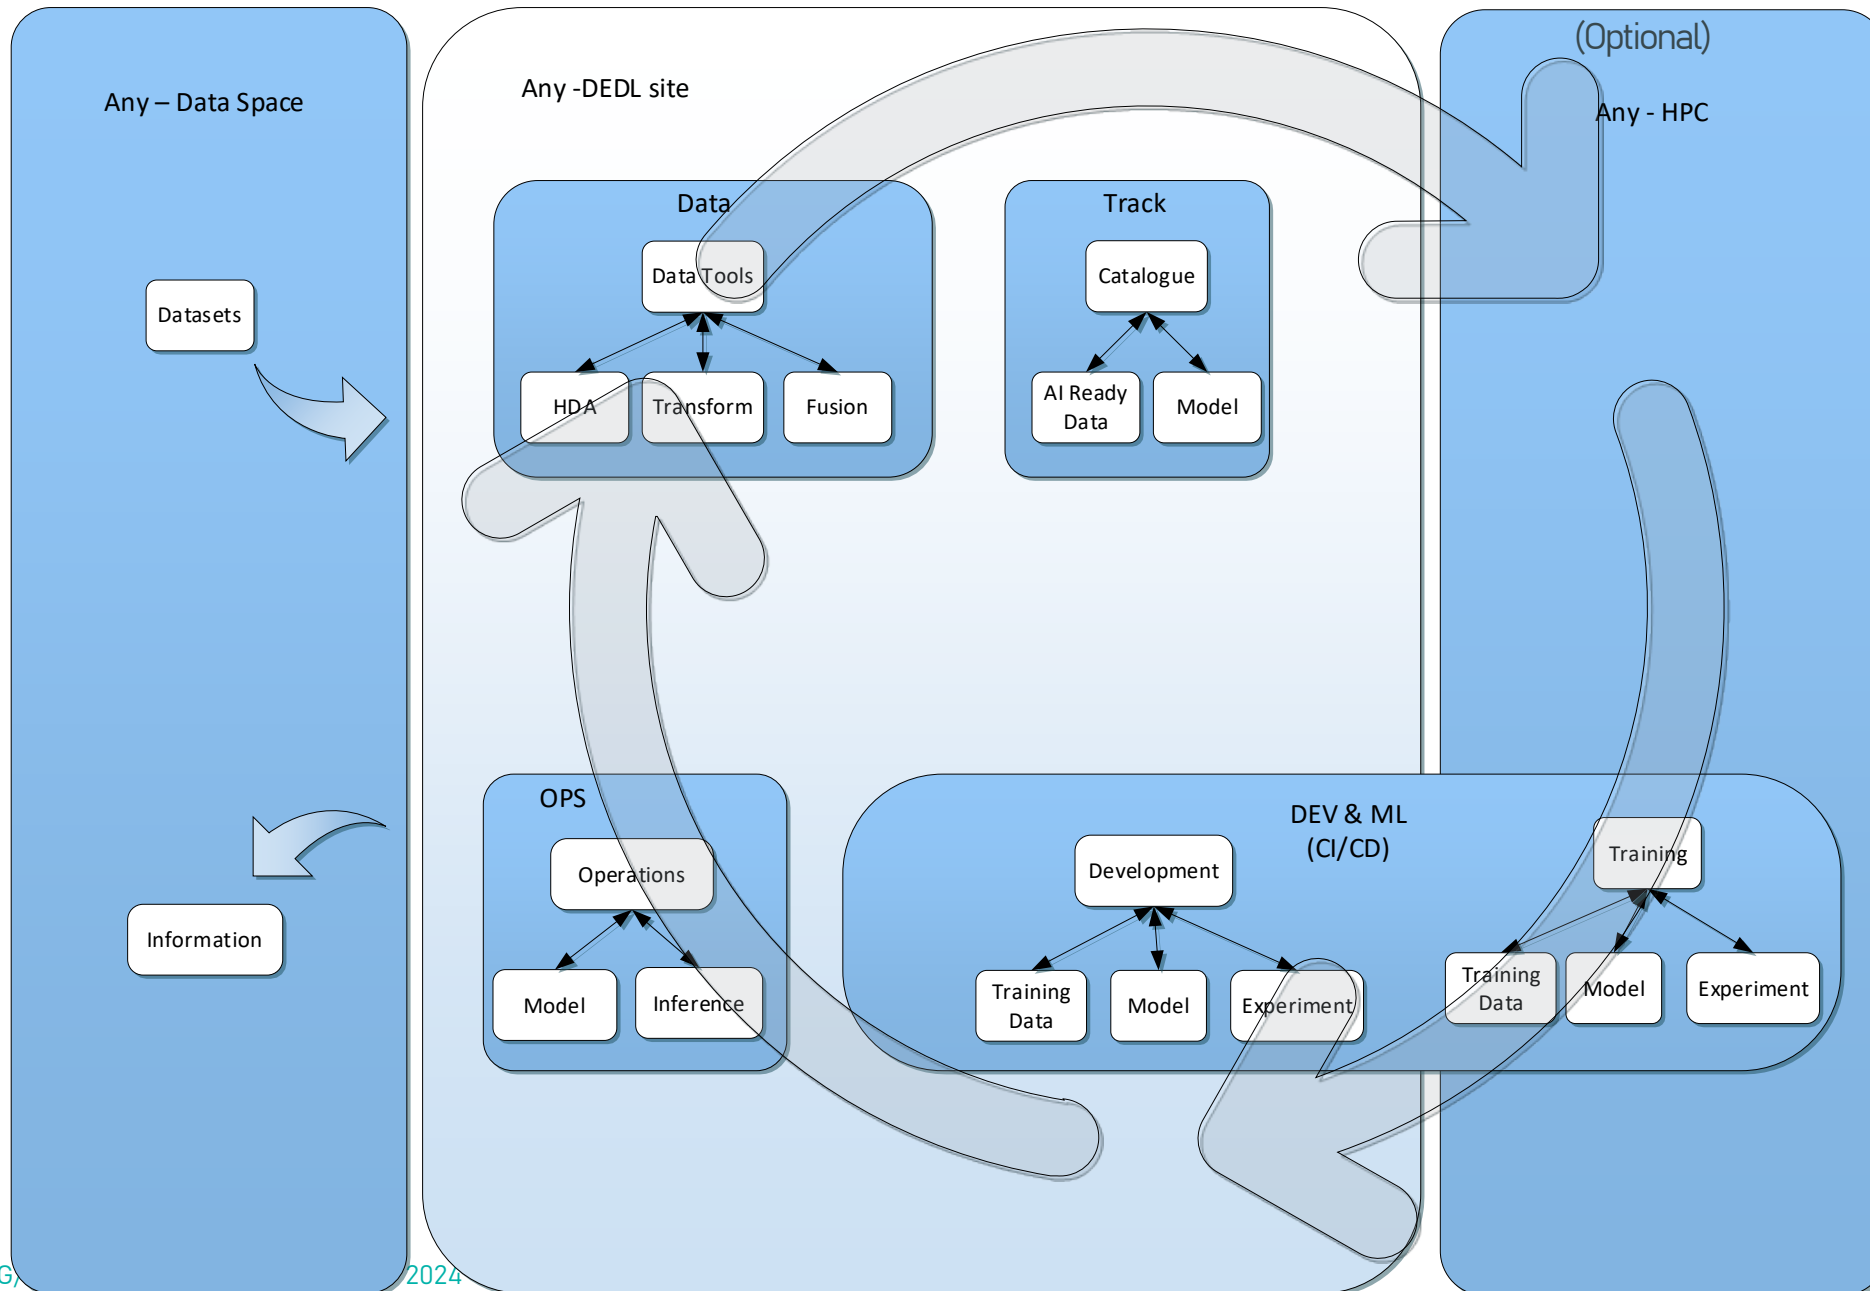 (Optional)
Any – Data Space
Any -DEDL site
Any - HPC
Data
Track
Data Tools
Catalogue
Datasets
HDA
Transform
Fusion
AI Ready
Data
Model
OPS
DEV & ML
(CI/CD)
Operations
Development
Training
Information
Model
Inference
Training
Data
Model
Experiment
Training
Data
Model
Experiment
G/
2024